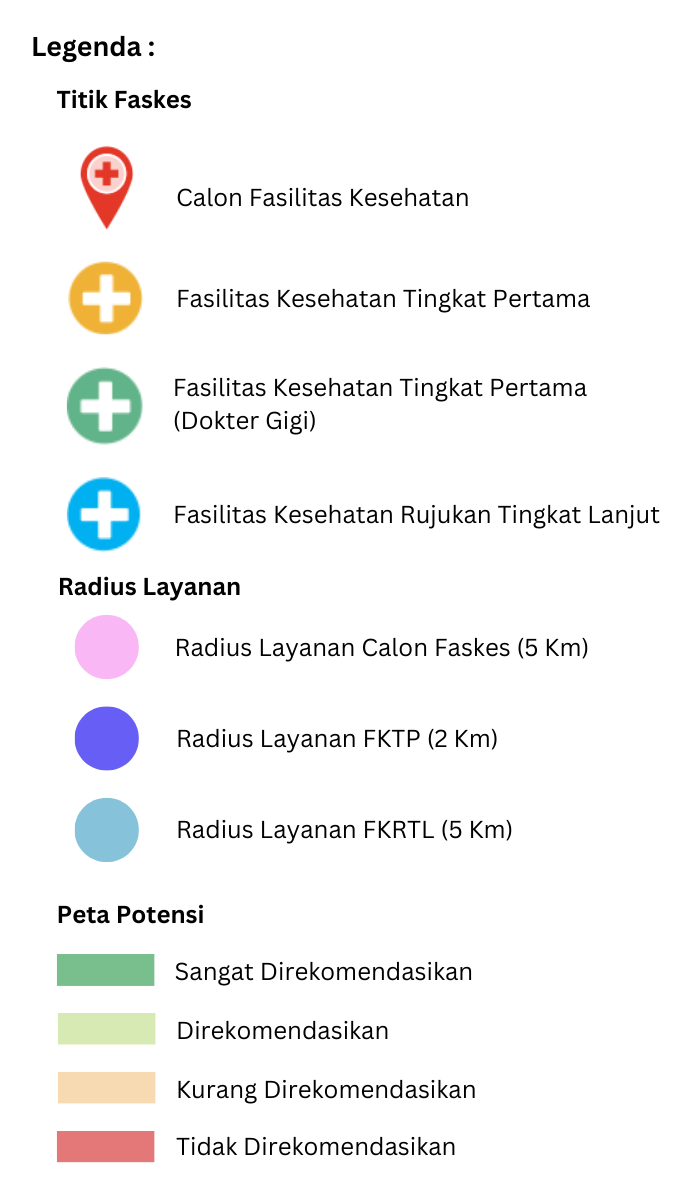 Legenda :
Titik Faskes
Calon Fasilitas Kesehatan
Fasilitas Kesehatan Tingkat Pertama
Fasilitas Kesehatan Tingkat Pertama
(Dokter Gigi)
Fasilitas Kesehatan Rujukan Tingkat Lanjut
Radius Layanan
Radius Layanan Calon Faskes (5 Km)
Radius Layanan FKTP (2 Km)
Radius Layanan FKRTL (5 Km)
Peta Potensi
Sangat Direkomendasikan
Direkomendasikan
Kurang Direkomendasikan
Tidak Direkomendasikan